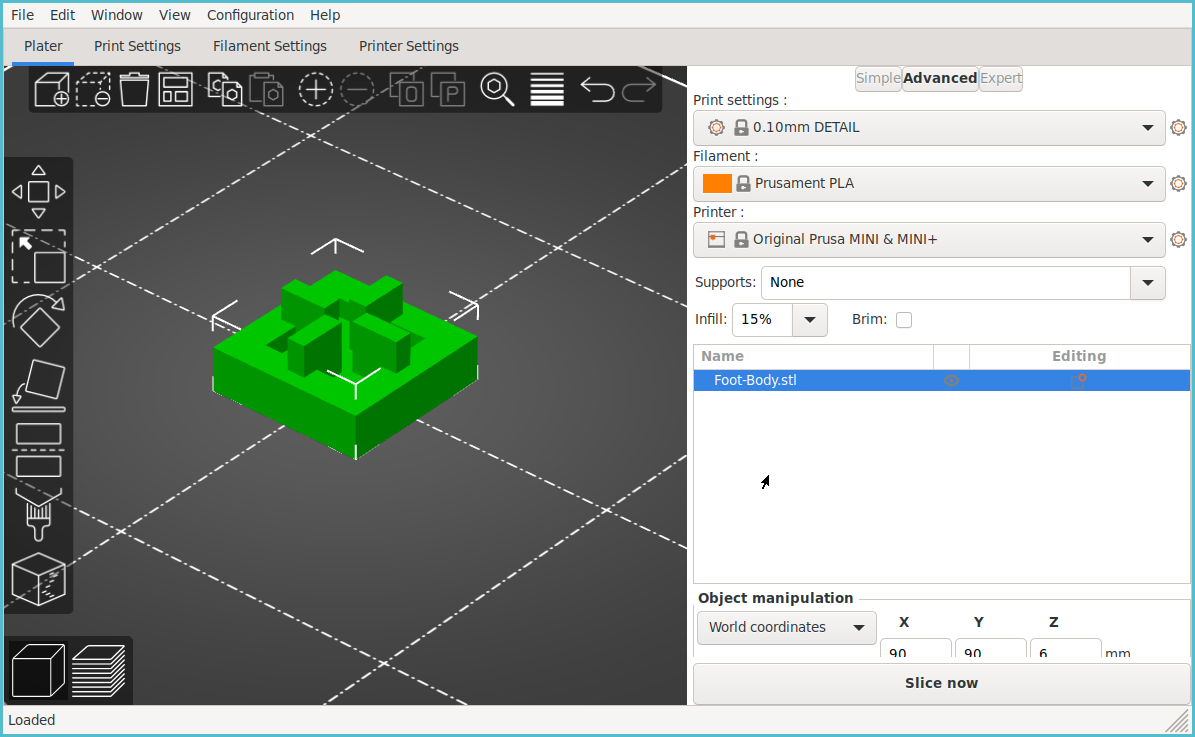 File Edit Window View Configuration Help
Plater Print Settings Filament Settings Printer Settings
Simple Advanced Expert
Print settings :
0.10mm DETAIL
Filament :
Prusament PLA
Printer :
Original Prusa MINI & MINI+
Supports: None
Infill: 15% Brim:
Name Editing
Foot-Body.stl
Object manipulation
World coordinates X Y Z
90 90 6 mm
Slice now
Loaded